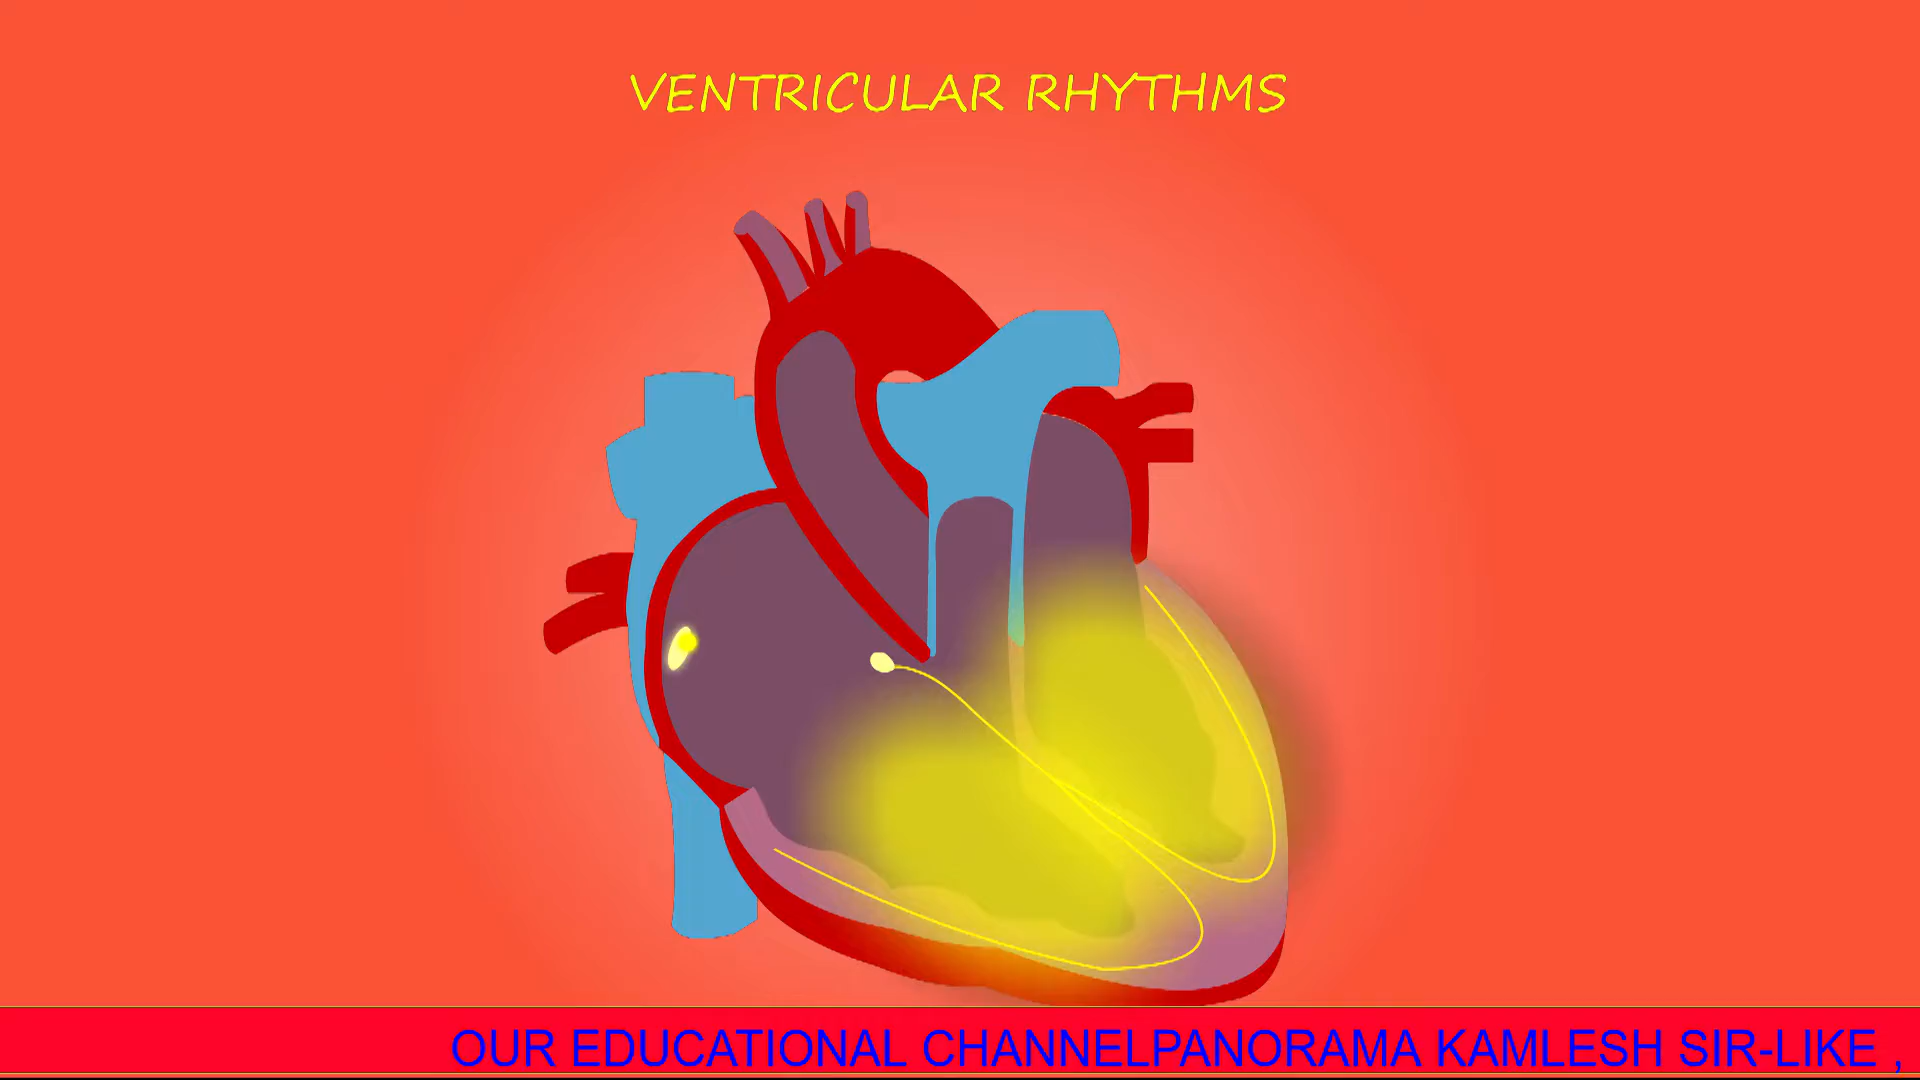 VENTRICULAR RHYTHMS
OUR EDUCATIONAL CHANNELPANORAMA KAMLESH SIR-LIKE ,